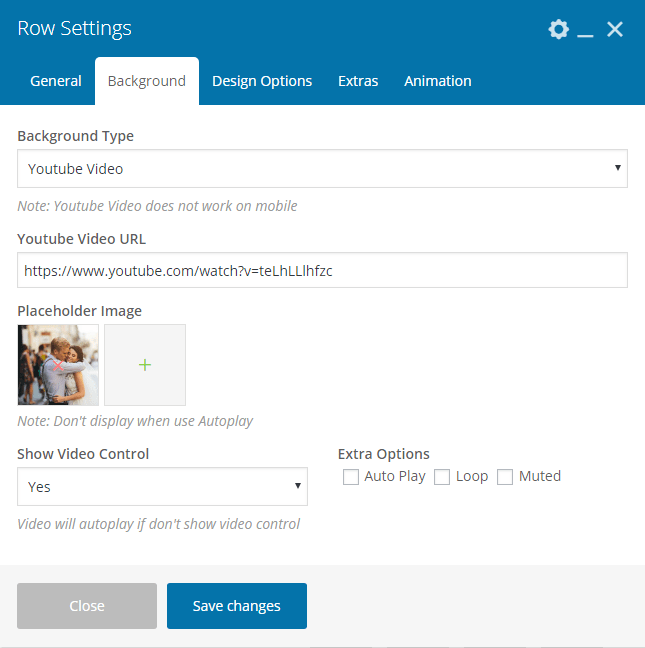 Row Settings
General Background Design Options Extras Animation
Background Type
Youtube Video
Note: Youtube Video does not work on mobile
Youtube Video URL
https://www.youtube.com/watch?v=teLhLLlhfzc
Placeholder Image
Note: Don't display when use Autoplay
Show Video Control
Yes
Video will autoplay if don't show video control
Extra Options
Auto Play Loop Muted
Close Save changes